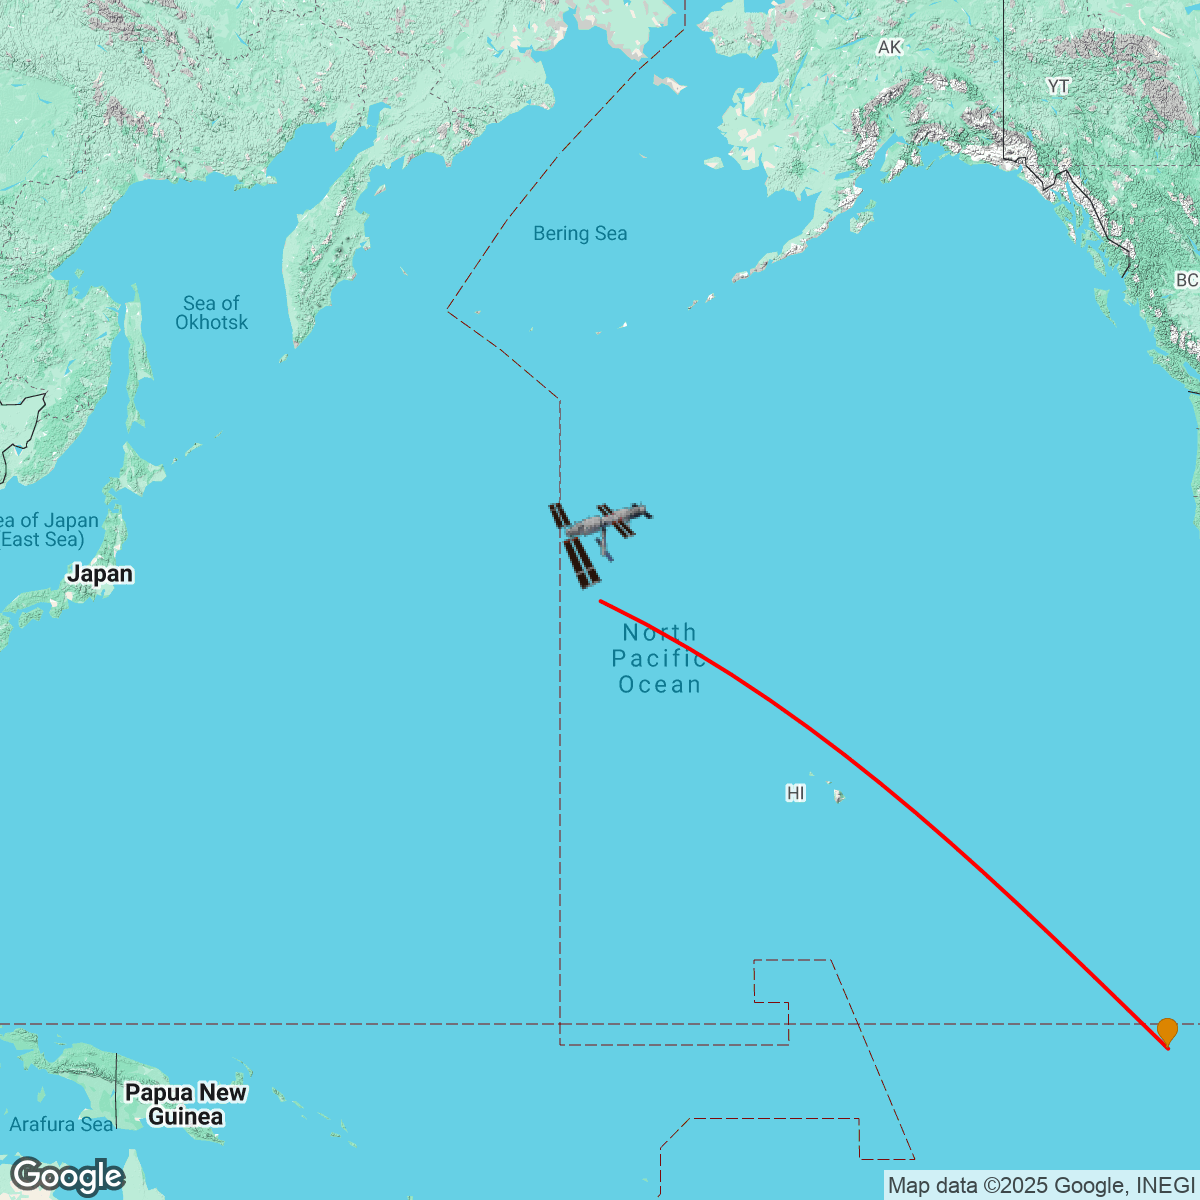 AK
YT
Bering Sea
BC
Sea of
Okhotsk
ea of Japan
(East Sea)
Japan
North
Pacific
Ocean
HI
Papua New
Guinea
Arafura Sea
Google
Map data ©2025 Google, INEGI